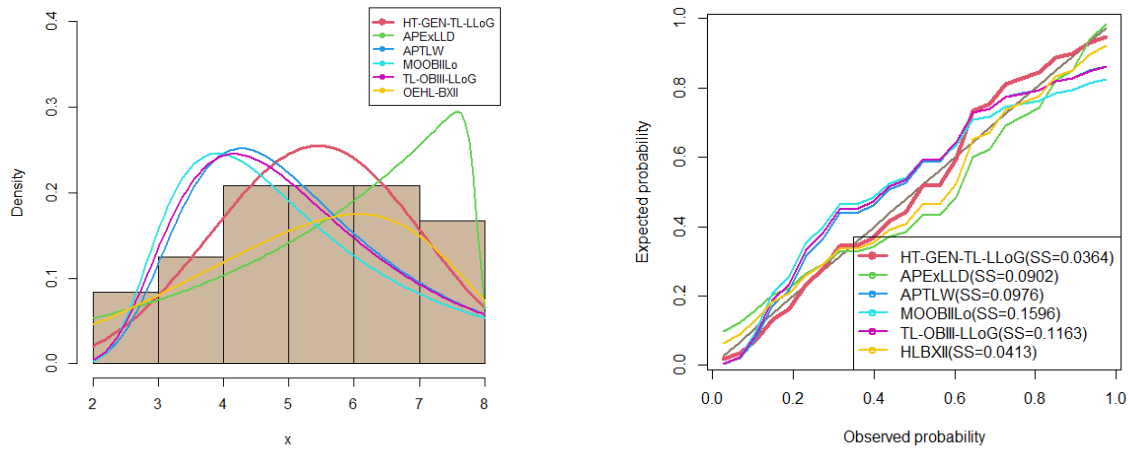 0.4
0.3
0.2
0.1
0.0
Density
2 3 4 5 6 7 8
x
HT-GEN-TL-LLoG
APExLLD
APTLW
MOOBIILo
TL-OBIII-LLoG
OEHL-BXII
1.0
0.8
0.6
0.4
0.2
0.0
Expected probability
0.0 0.2 0.4 0.6 0.8 1.0
Observed probability
HT-GEN-TL-LLoG(SS=0.0364)
APExLLD(SS=0.0902)
APTLW(SS=0.0976)
MOOBIILo(SS=0.1596)
TL-OBIII-LLoG(SS=0.1163)
HLBXII(SS=0.0413)